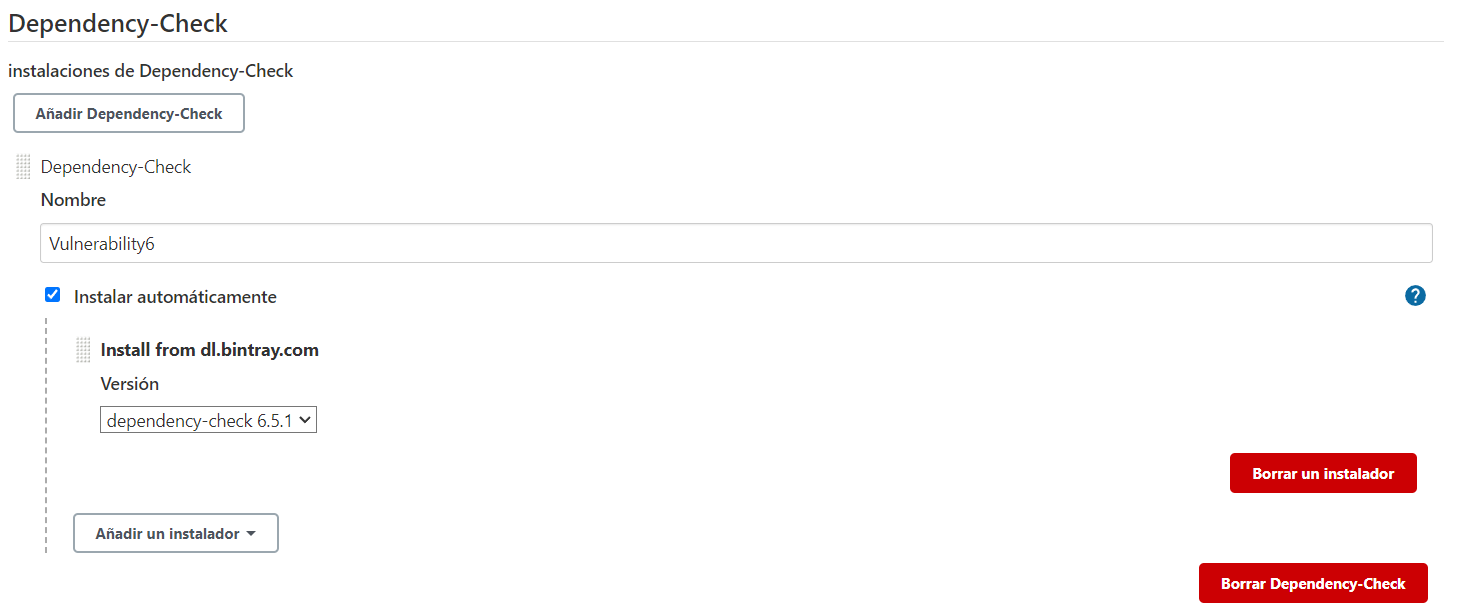 Dependency-Check
instalaciones de Dependency-Check
Añadir Dependency-Check
Dependency-Check
Nombre
Vulnerability6
Instalar automáticamente
?
Install from dl.bintray.com
Versión
dependency-check 6.5.1
Borrar un instalador
Añadir un instalador
Borrar Dependency-Check